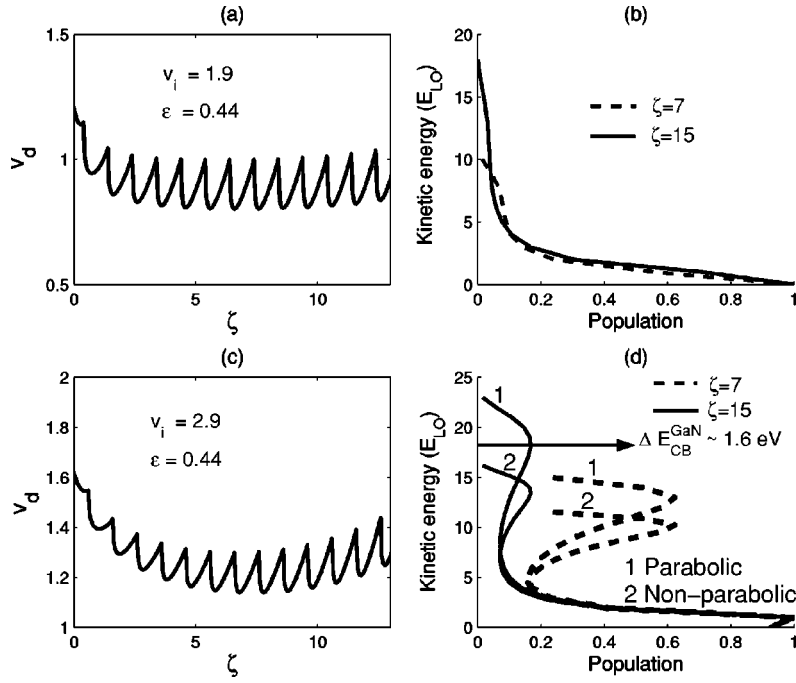 (a)
1.5
1
0.5
v_d
v_i = 1.9
ε = 0.44
0 5 10
ζ
(b)
20
15
10
5
0
Kinetic energy (E_LO)
ζ=7
ζ=15
0 0.2 0.4 0.6 0.8 1
Population
(c)
2
1.8
1.6
1.4
1.2
1
v_d
v_i = 2.9
ε = 0.44
0 5 10
ζ
(d)
25
20
15
10
5
0
Kinetic energy (E_LO)
ζ=7
ζ=15
Δ E_CB^GaN ~ 1.6 eV
1
2
1
2
1 Parabolic
2 Non-parabolic
0 0.2 0.4 0.6 0.8 1
Population